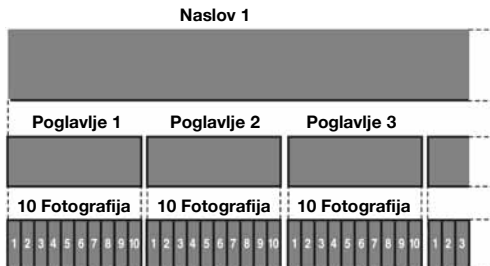 Naslov 1
Poglavlje 1 Poglavlje 2 Poglavlje 3
10 Fotografija 10 Fotografija 10 Fotografija
1 2 3 4 5 6 7 8 9 10 1 2 3 4 5 6 7 8 9 10 1 2 3 4 5 6 7 8 9 10 1 2 3